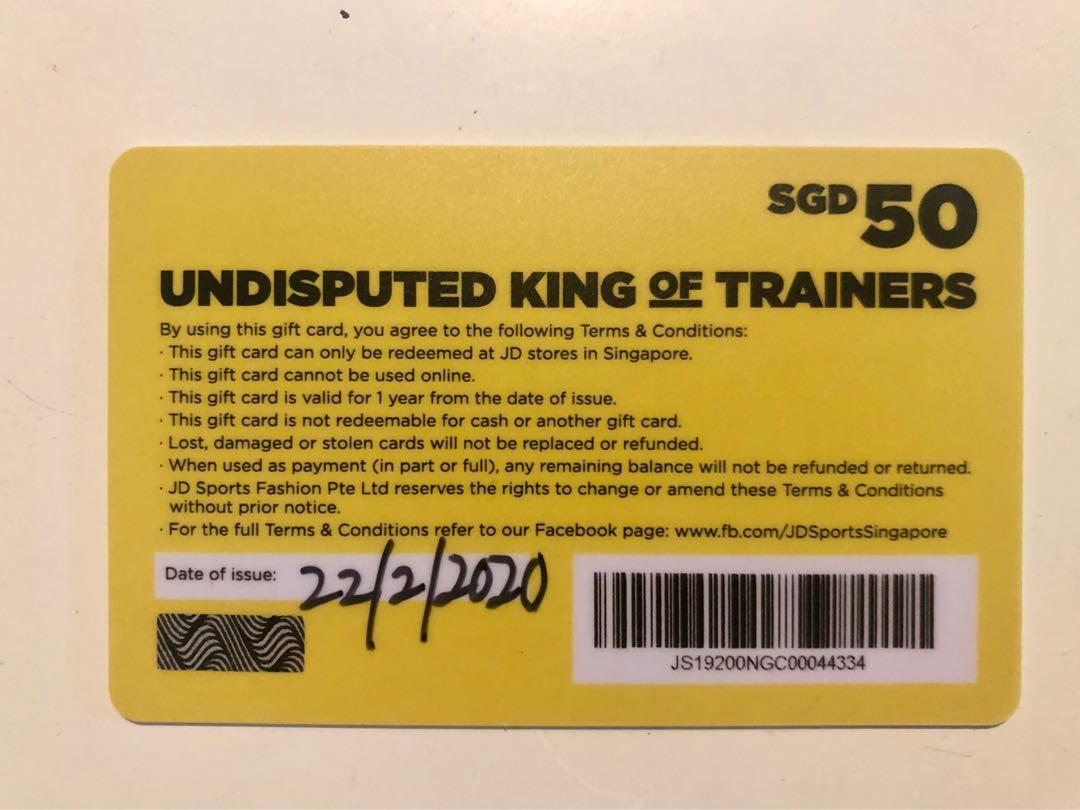 SGD 50
UNDISPUTED KING OF TRAINERS
By using this gift card, you agree to the following Terms & Conditions:
· This gift card can only be redeemed at JD stores in Singapore.
· This gift card cannot be used online.
· This gift card is valid for 1 year from the date of issue.
· This gift card is not redeemable for cash or another gift card.
· Lost, damaged or stolen cards will not be replaced or refunded.
· When used as payment (in part or full), any remaining balance will not be refunded or returned.
· JD Sports Fashion Pte Ltd reserves the rights to change or amend these Terms & Conditions
without prior notice.
· For the full Terms & Conditions refer to our Facebook page: www.fb.com/JDSportsSingapore
Date of issue: 22/2/2020
JS19200NGC00044334